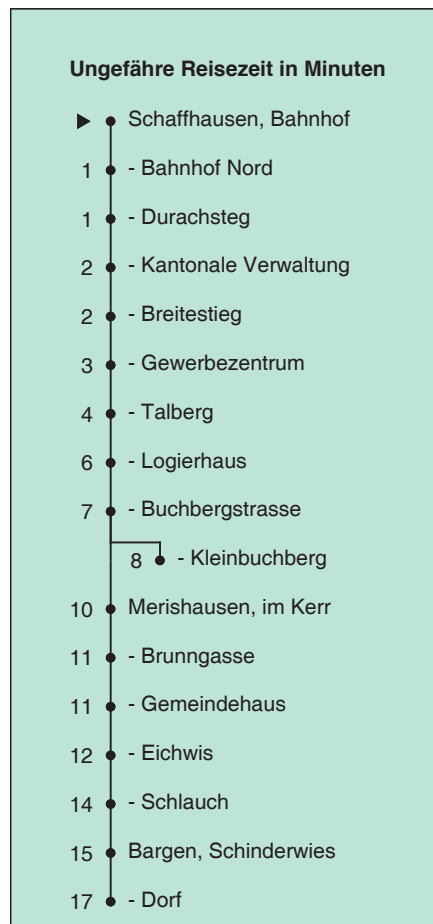 Ungefähre Reisezeit in Minuten
Schaffhausen, Bahnhof
1 - Bahnhof Nord
1 - Durachsteg
2 - Kantonale Verwaltung
2 - Breitestieg
3 - Gewerbezentrum
4 - Talberg
6 - Logierhaus
7 - Buchbergstrasse
8 - Kleinbuchberg
10 Merishausen, im Kerr
11 - Brunngasse
11 - Gemeindehaus
12 - Eichwis
14 - Schlauch
15 Bargen, Schinderwies
17 - Dorf